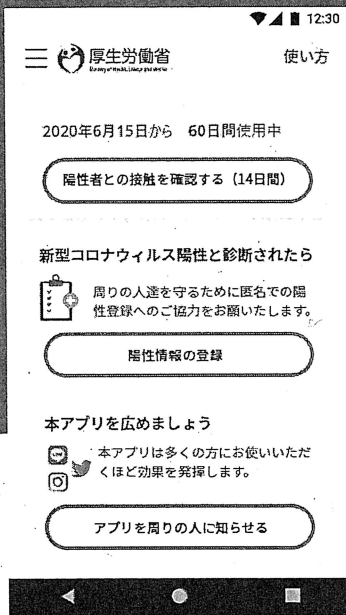 12:30
厚生労働省
使い方
2020年6月15日から 60日間使用中
陽性者との接触を確認する（14日間）
新型コロナウィルス陽性と診断されたら
周りの人達を守るために匿名での陽
性登録へのご協力をお願いいたします。
陽性情報の登録
本アプリを広めましょう
LINE
本アプリは多くの方にお使いいただ
くほど効果を発揮します。
アプリを周りの人に知らせる